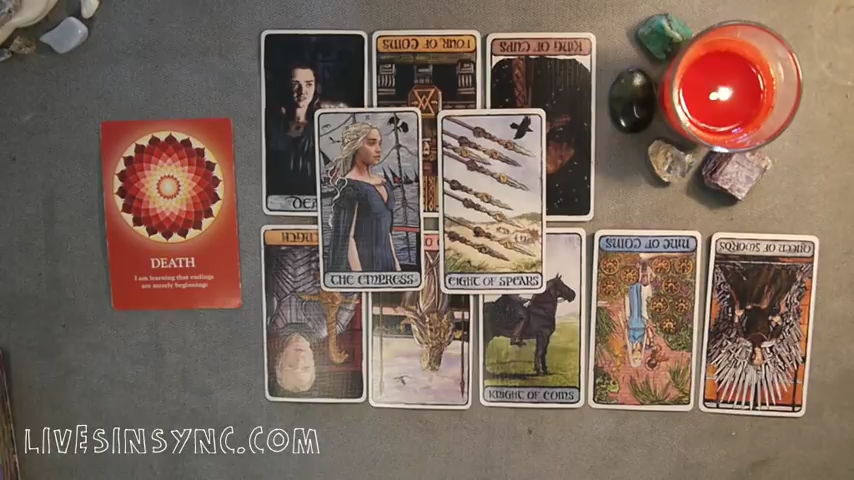 FOUR OF COINS
KING OF CUPS
II
DEATH
I am learning that endings
are merely beginnings
THE EMPRESS
EIGHT OF SPEARS
NINE OF COINS
QUEEN OF SWORDS
KNIGHT OF COINS
LIVESINSYNC.COM